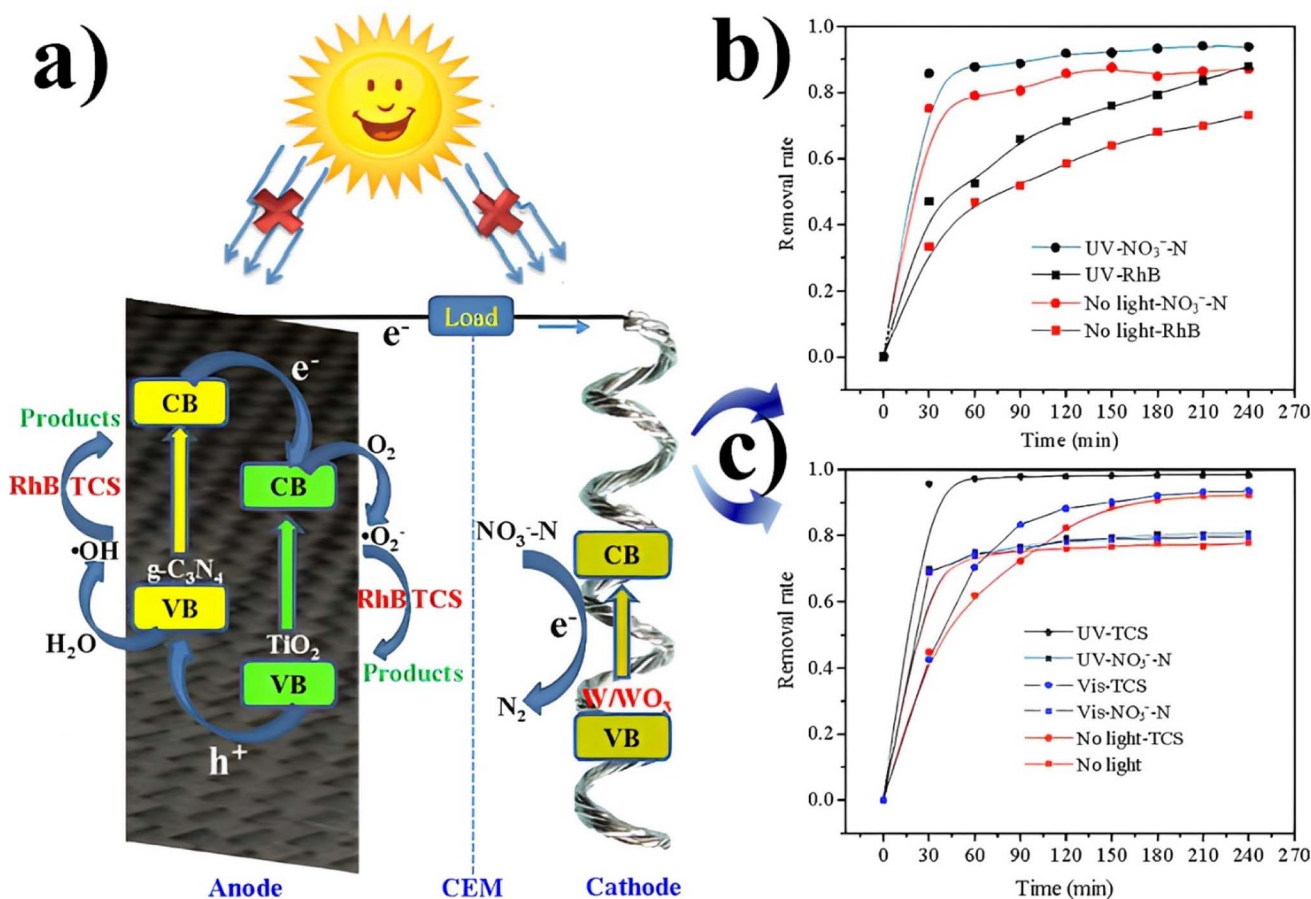 a)
Load
e⁻
e⁻
CB
Products
O₂
RhB TCS
CB
•OH
•O₂⁻
g-C₃N₄
RhB TCS
VB
H₂O
TiO₂
Products
VB
h⁺
NO₃⁻-N
CB
e⁻
W/WO₃
N₂
VB
Anode
CEM
Cathode
b)
Removal rate
1.0
0.8
0.6
0.4
0.2
0.0
UV-NO₃⁻-N
UV-RhB
No light-NO₃⁻-N
No light-RhB
0 30 60 90 120 150 180 210 240 270
Time (min)
c)
Removal rate
1.0
0.8
0.6
0.4
0.2
0.0
UV-TCS
UV-NO₃⁻-N
Vis-TCS
Vis-NO₃⁻-N
No light-TCS
No light
0 30 60 90 120 150 180 210 240 270
Time (min)